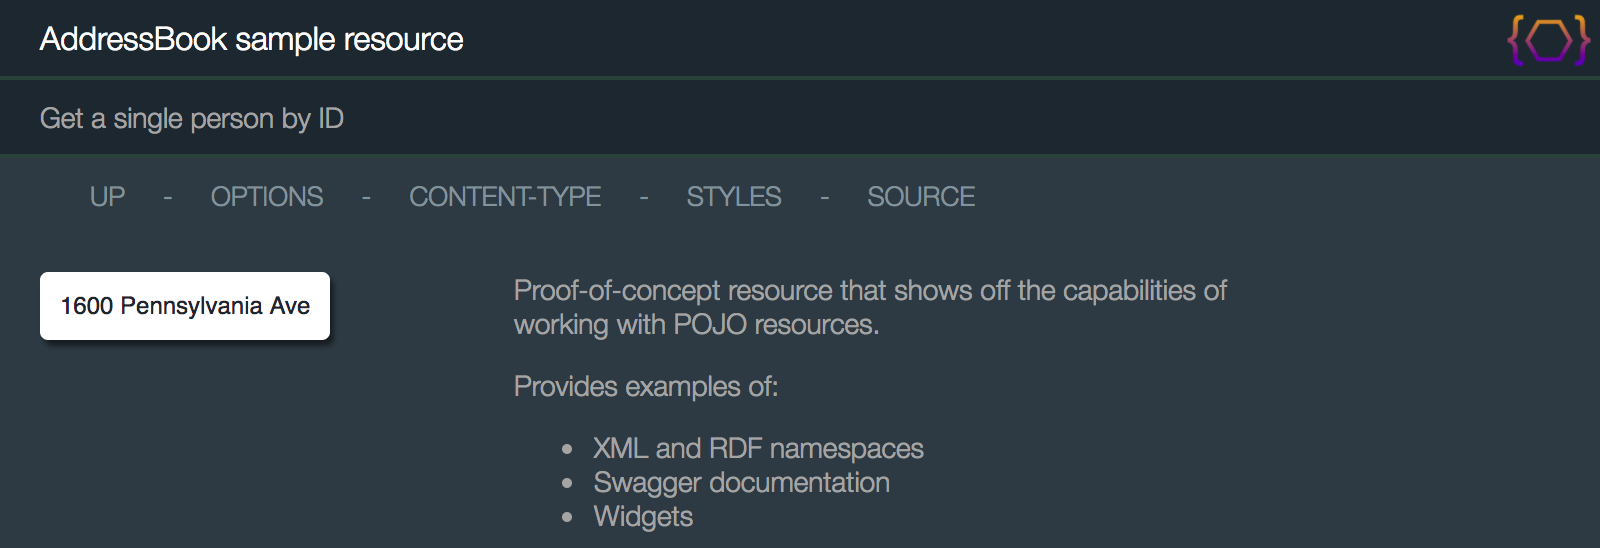 AddressBook sample resource
Get a single person by ID
UP - OPTIONS - CONTENT-TYPE - STYLES - SOURCE
1600 Pennsylvania Ave
Proof-of-concept resource that shows off the capabilities of
working with POJO resources.
Provides examples of:
• XML and RDF namespaces
• Swagger documentation
• Widgets